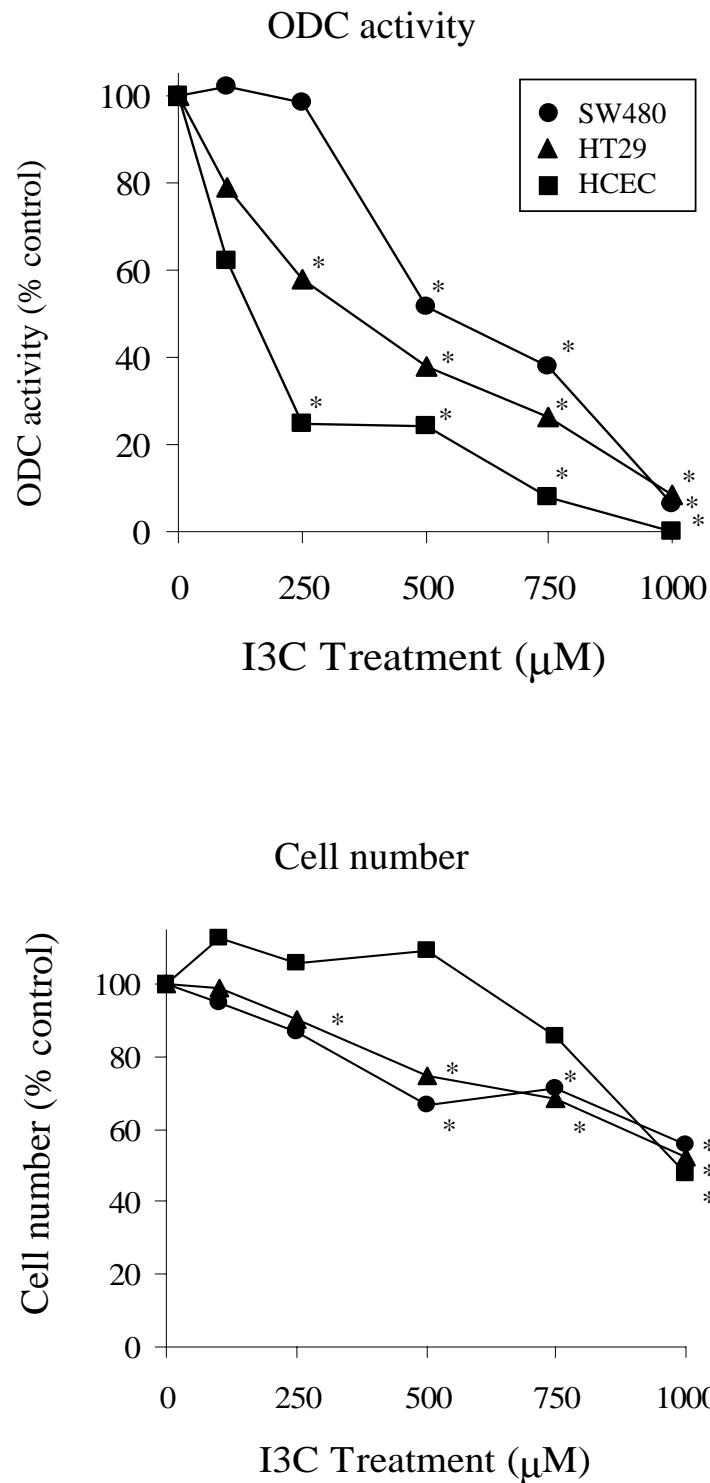 ODC activity
ODC activity (% control)
100
80
60
40
20
0
SW480
HT29
HCEC
*
*
*
*
*
*
*
*
*
*
*
0 250 500 750 1000
I3C Treatment (μM)
Cell number
Cell number (% control)
100
80
60
40
20
0
*
*
*
*
*
*
*
*
0 250 500 750 1000
I3C Treatment (μM)